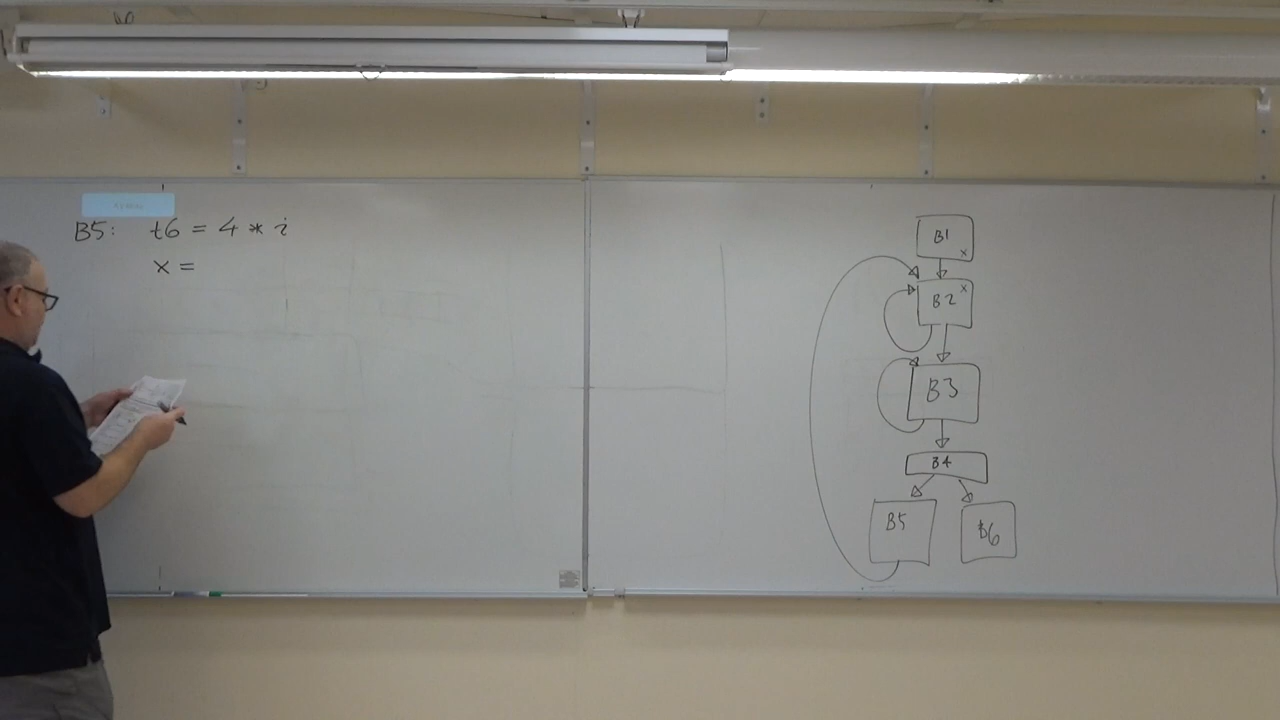 B5: t6 = 4 * i
x =
B1
x
B2 x
B3
B4
B5
B6